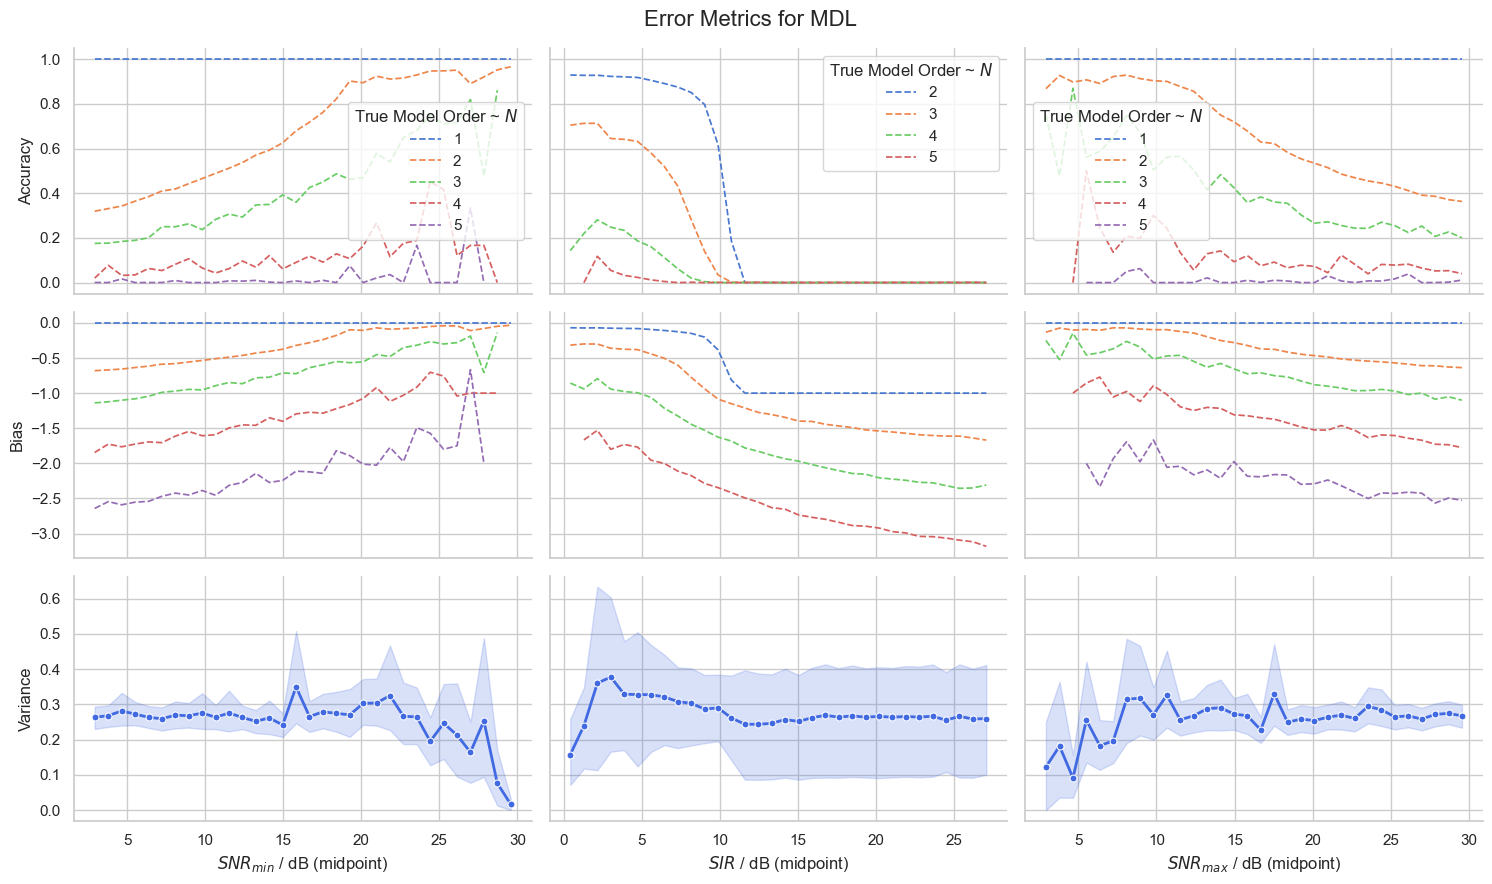 Error Metrics for MDL
Accuracy
1.0
0.8
0.6
0.4
0.2
0.0
True Model Order ~ N
1
2
3
4
5
True Model Order ~ N
2
3
4
5
True Model Order ~ N
1
2
3
4
5
Bias
0.0
−0.5
−1.0
−1.5
−2.0
−2.5
−3.0
Variance
0.6
0.5
0.4
0.3
0.2
0.1
0.0
5 10 15 20 25 30
0 5 10 15 20 25
5 10 15 20 25 30
SNR_min / dB (midpoint)
SIR / dB (midpoint)
SNR_max / dB (midpoint)